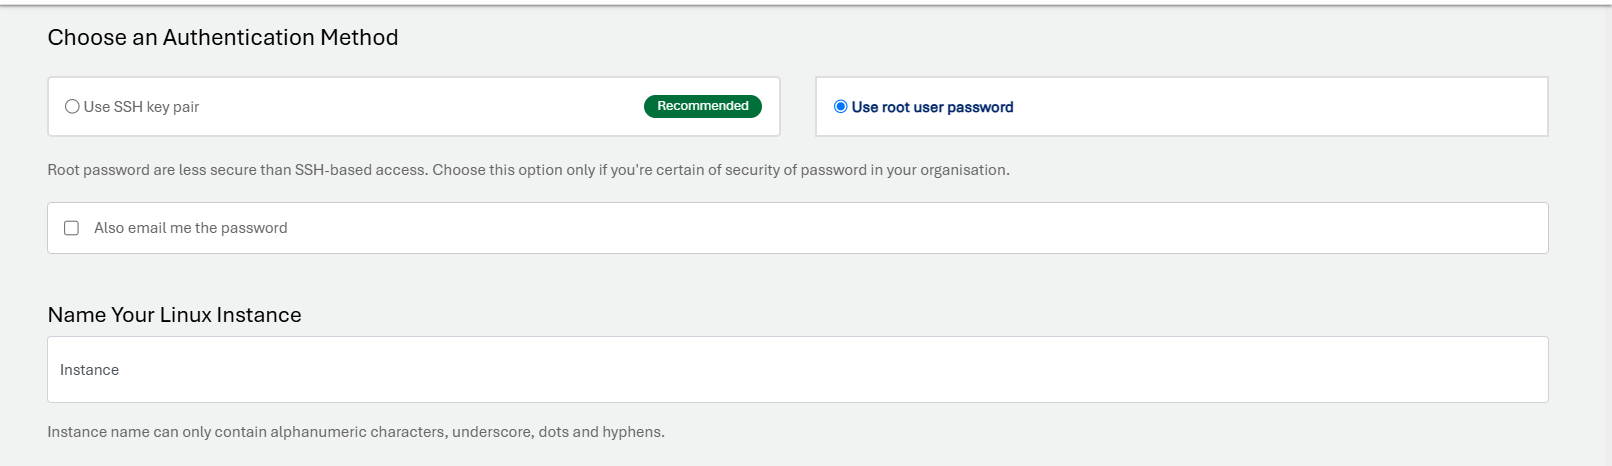 Choose an Authentication Method
Use SSH key pair
Recommended
Use root user password
Root password are less secure than SSH-based access. Choose this option only if you're certain of security of password in your organisation.
Also email me the password
Name Your Linux Instance
Instance
Instance name can only contain alphanumeric characters, underscore, dots and hyphens.